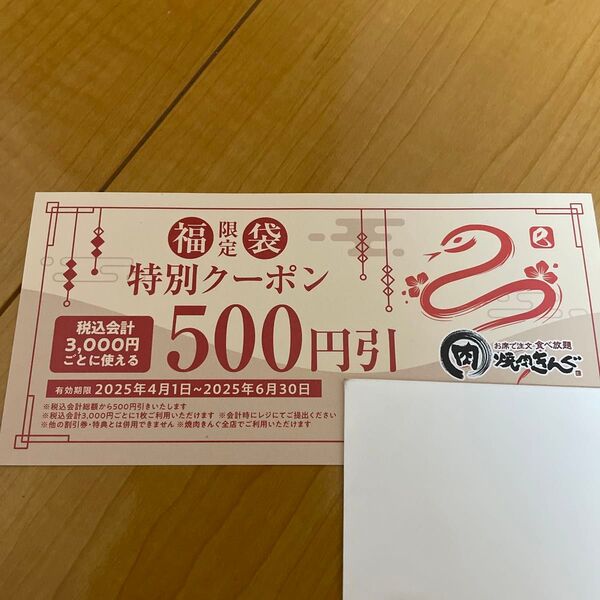 福限定袋
特別クーポン
税込会計
3,000円
ごとに使える
500円引
有効期限 2025年4月1日~2025年6月30日
※税込会計総額から500円引きいたします
※税込会計3,000円ごとに1枚ご利用いただけます ※会計時にレジにてご提出ください
※他の割引券・特典とは併用できません ※焼肉きんぐ全店でご利用いただけます
お席で注文・食べ放題
肉 焼肉きんぐ